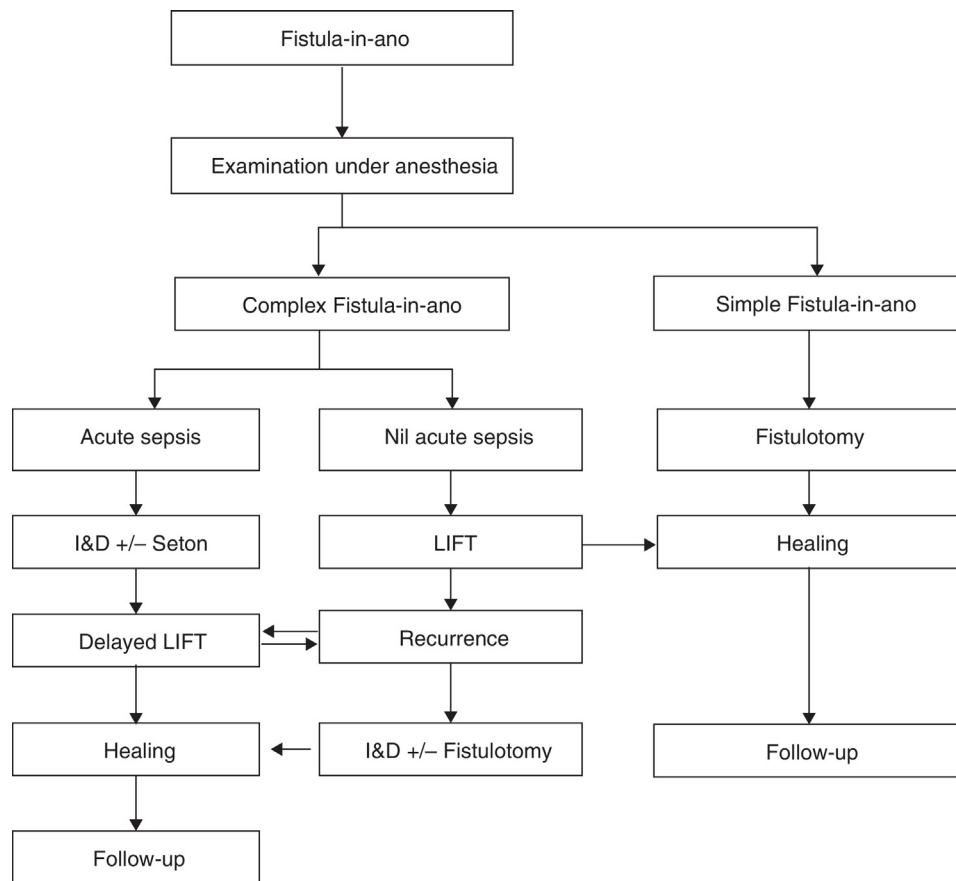 Fistula-in-ano
Examination under anesthesia
Complex Fistula-in-ano
Simple Fistula-in-ano
Acute sepsis
Nil acute sepsis
Fistulotomy
I&D +/– Seton
LIFT
Healing
Delayed LIFT
Recurrence
Healing
I&D +/– Fistulotomy
Follow-up
Follow-up